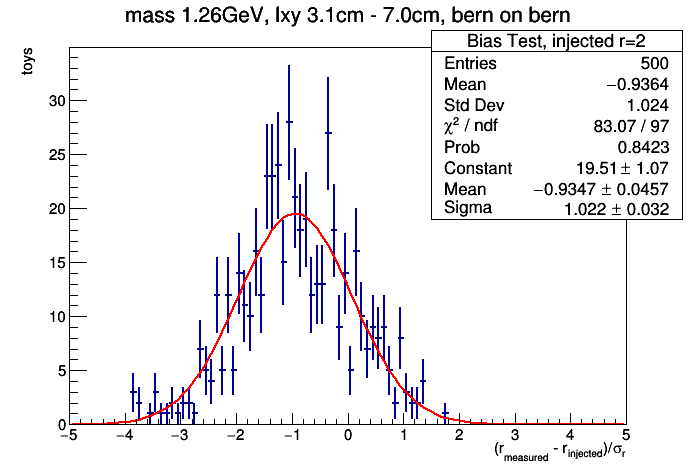 mass 1.26GeV, lxy 3.1cm - 7.0cm, bern on bern
Bias Test, injected r=2
Entries 500
Mean −0.9364
Std Dev 1.024
χ² / ndf 83.07 / 97
Prob 0.8423
Constant 19.51 ± 1.07
Mean −0.9347 ± 0.0457
Sigma 1.022 ± 0.032
toys
30
25
20
15
10
5
0
−5 −4 −3 −2 −1 0 1 2 3 4 5
(r_measured - r_injected)/σ_r